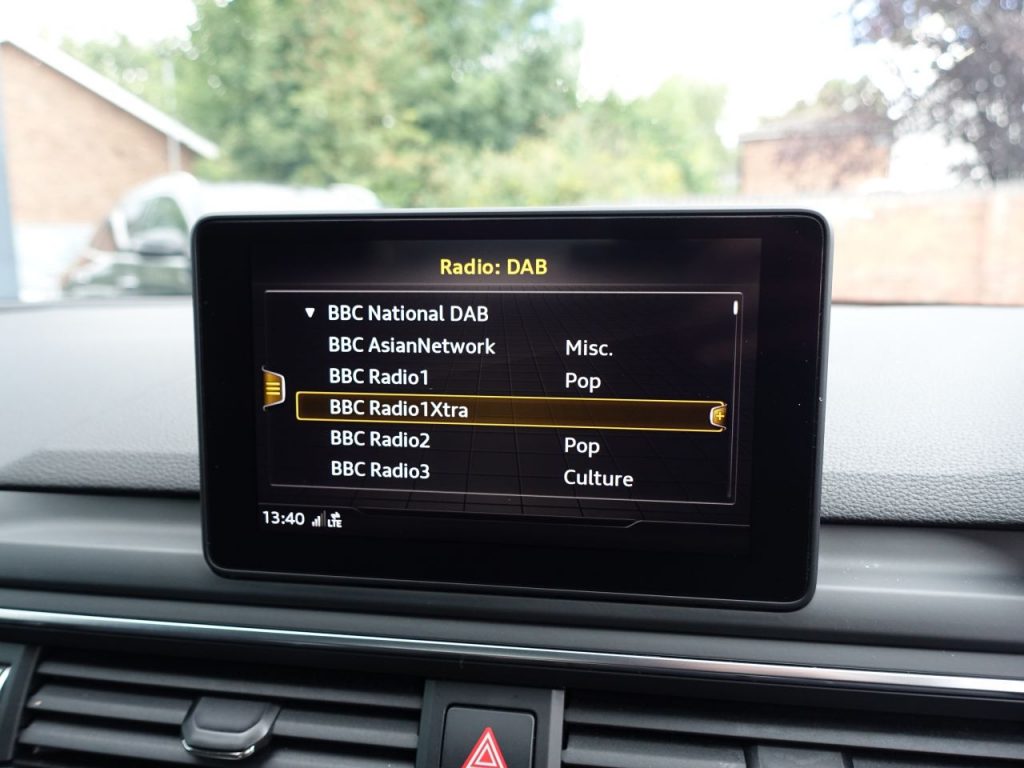 Radio: DAB
▼ BBC National DAB
BBC AsianNetwork Misc.
BBC Radio1 Pop
BBC Radio1Xtra
BBC Radio2 Pop
BBC Radio3 Culture
13:40 LTE